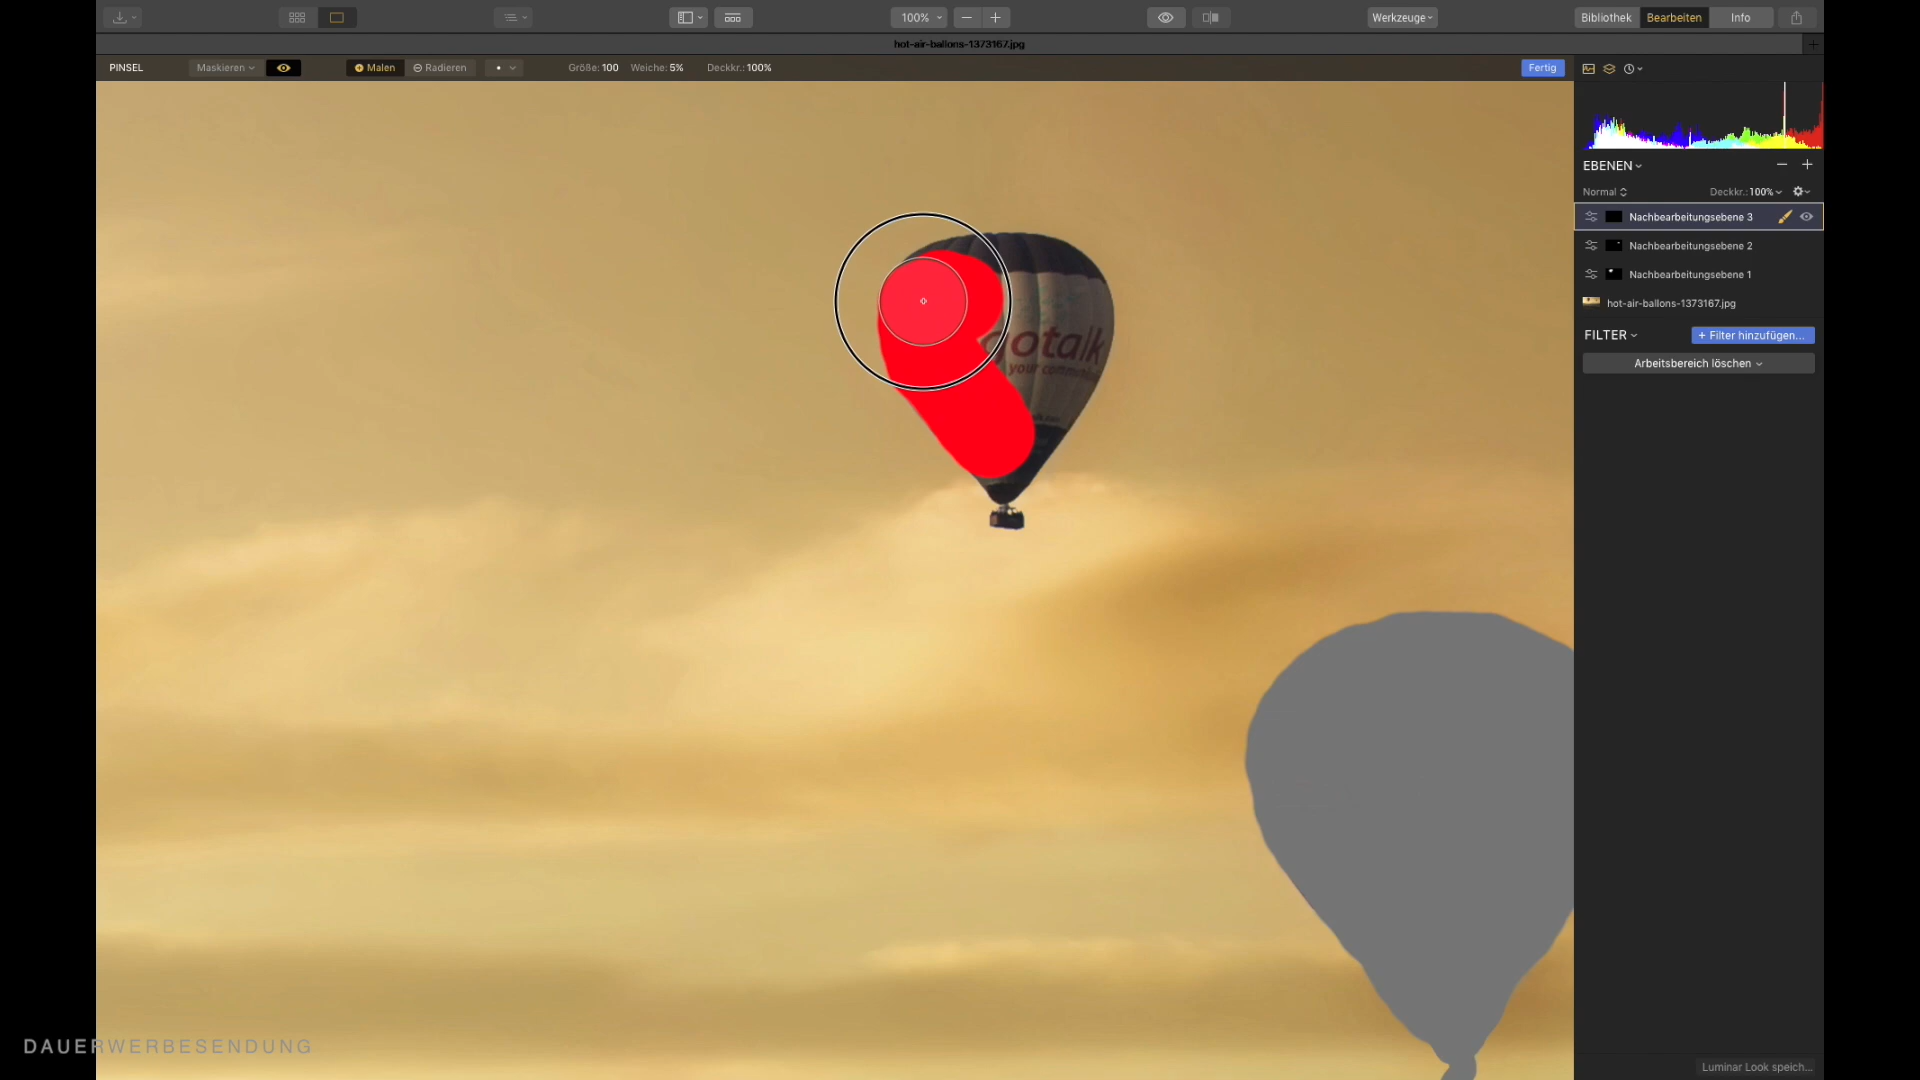 100%
Werkzeuge
Bibliothek
Bearbeiten
Info
hot-air-ballons-1373167.jpg
PINSEL
Maskieren
Malen
Radieren
Größe: 100
Weiche: 5%
Deckkr.: 100%
Fertig
EBENEN
Normal
Deckkr.: 100%
Nachbearbeitungsebene 3
Nachbearbeitungsebene 2
Nachbearbeitungsebene 1
hot-air-ballons-1373167.jpg
FILTER
+ Filter hinzufügen...
Arbeitsbereich löschen
gotalk
your
DAUERWERBESENDUNG
Luminar Look speich...